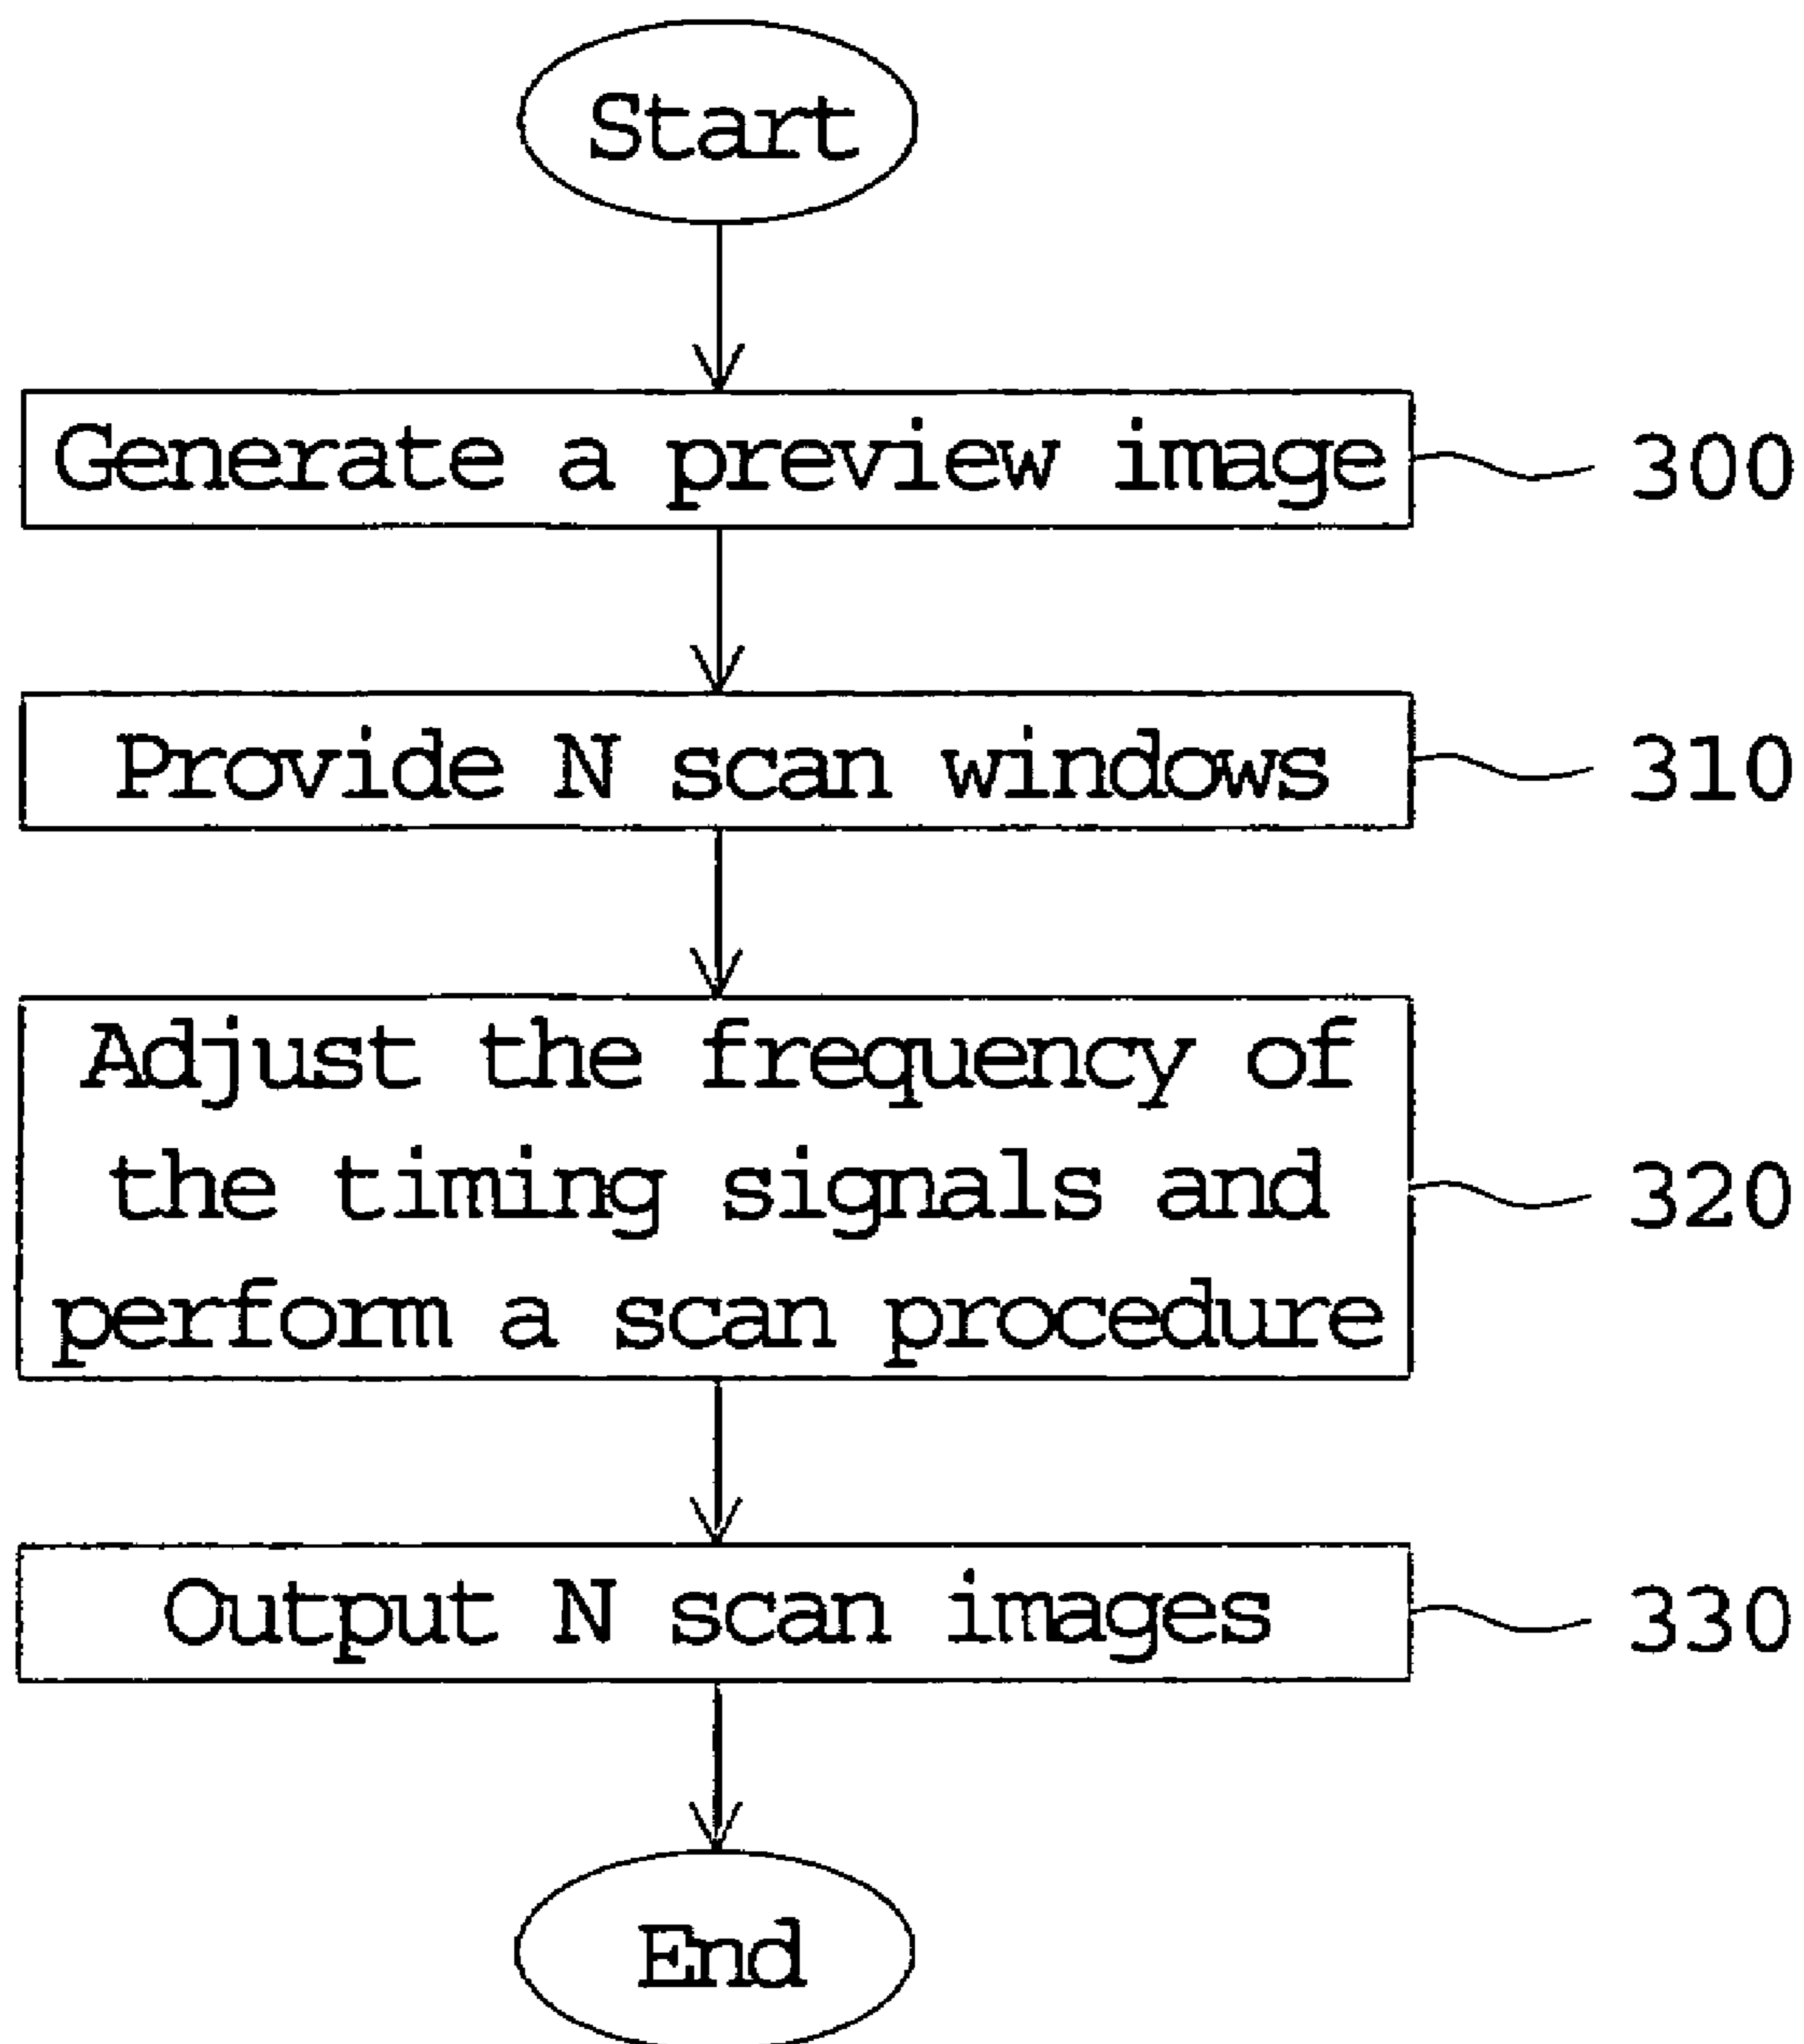 Start
Generate a preview image
300
Provide N scan windows
310
Adjust the frequency of
the timing signals and
320
perform a scan procedure
Output N scan images
330
End